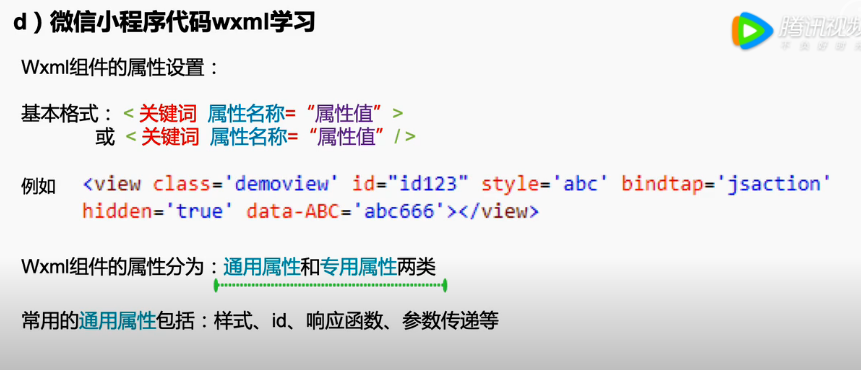 d）微信小程序代码wxml学习
腾讯视频
Wxml组件的属性设置：
基本格式：<关键词 属性名称=“属性值”>
或 <关键词 属性名称=“属性值”/>
例如 <view class='demoview' id="id123" style='abc' bindtap='jsaction'
hidden='true' data-ABC='abc666'></view>
Wxml组件的属性分为：通用属性和专用属性两类
常用的通用属性包括：样式、id、响应函数、参数传递等